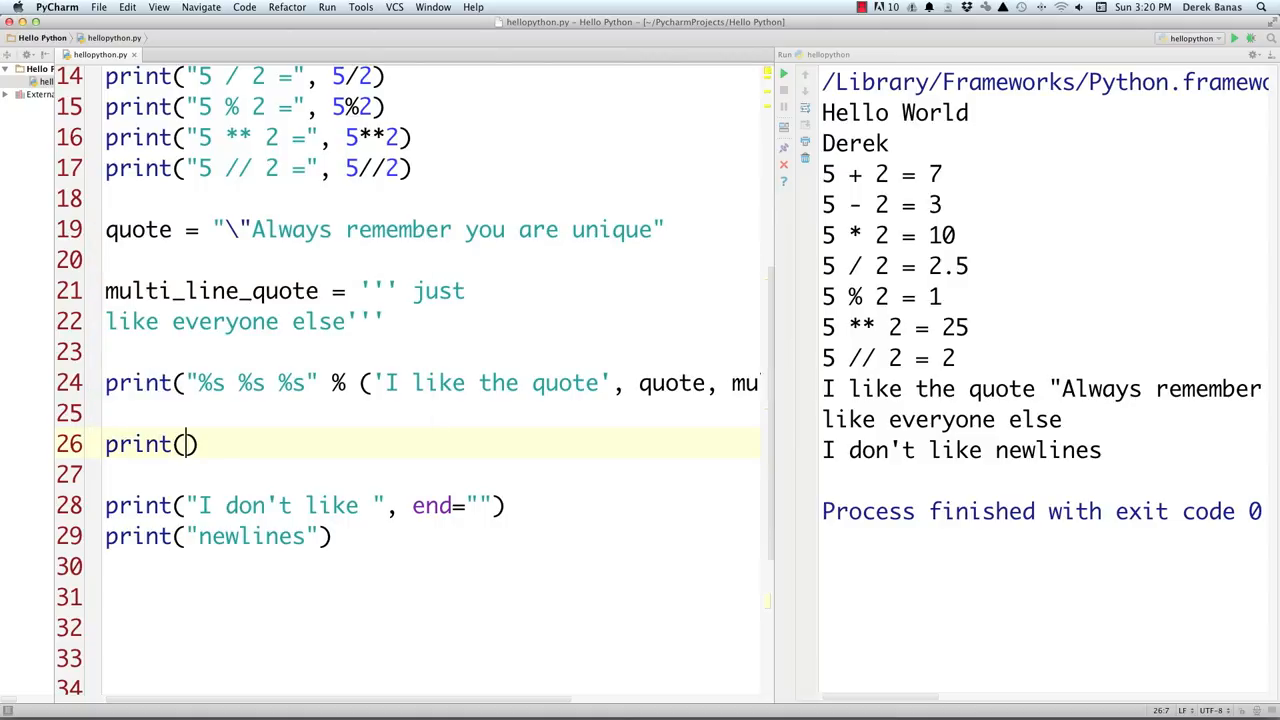 PyCharm File Edit View Navigate Code Refactor Run Tools VCS Window Help 10 Sun 3:20 PM Derek Banas
hellopython.py – Hello Python – [~/PycharmProjects/Hello Python]
Hello Python hellopython.py hellopython
hellopython.py
Run hellopython
Hello P
hell
Externa
14 print("5 / 2 =", 5/2)
15 print("5 % 2 =", 5%2)
16 print("5 ** 2 =", 5**2)
17 print("5 // 2 =", 5//2)
18
19 quote = "\"Always remember you are unique"
20
21 multi_line_quote = ''' just
22 like everyone else'''
23
24 print("%s %s %s" % ('I like the quote', quote, mul
25
26 print()
27
28 print("I don't like ", end="")
29 print("newlines")
30
31
32
33
34
/Library/Frameworks/Python.framewo
Hello World
Derek
5 + 2 = 7
5 - 2 = 3
5 * 2 = 10
5 / 2 = 2.5
5 % 2 = 1
5 ** 2 = 25
5 // 2 = 2
I like the quote "Always remember
like everyone else
I don't like newlines
Process finished with exit code 0
26:7 LF UTF-8